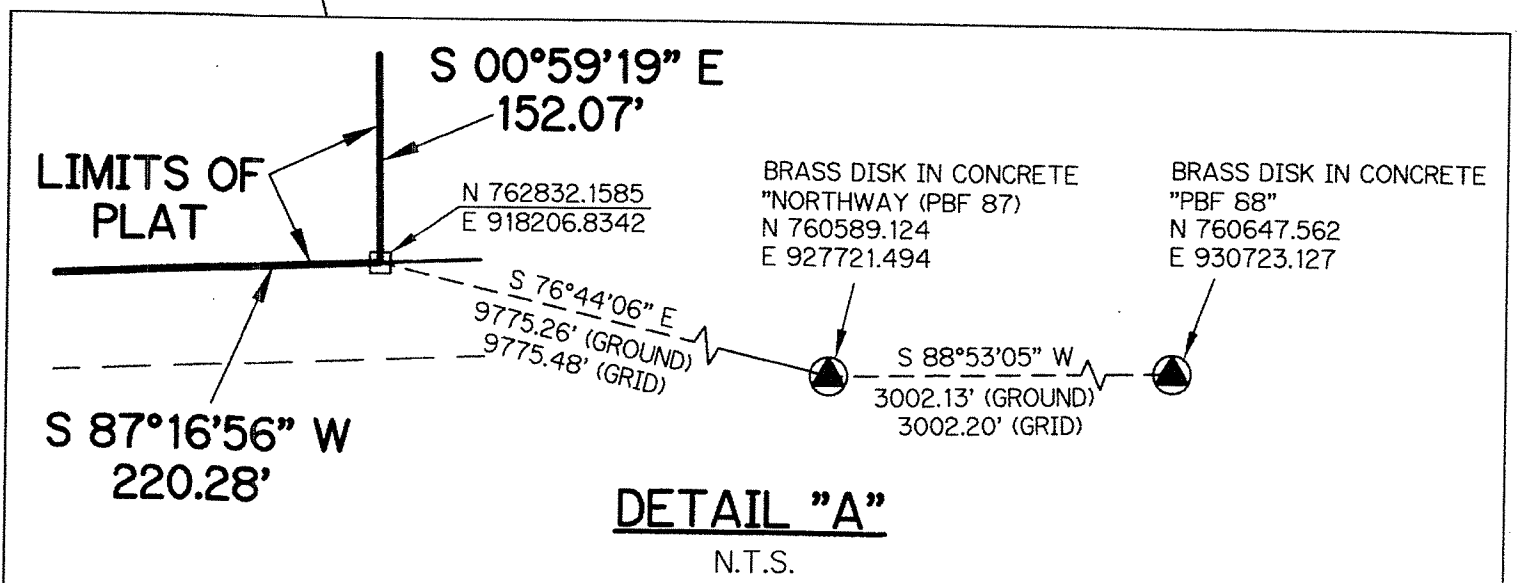 S 00°59'19" E
152.07'
LIMITS OF
PLAT
N 762832.1585
E 918206.8342
BRASS DISK IN CONCRETE
"NORTHWAY (PBF 87)
N 760589.124
E 927721.494
BRASS DISK IN CONCRETE
"PBF 88"
N 760647.562
E 930723.127
S 76°44'06" E
9775.26' (GROUND)
9775.48' (GRID)
S 88°53'05" W
3002.13' (GROUND)
3002.20' (GRID)
S 87°16'56" W
220.28'
DETAIL "A"
N.T.S.